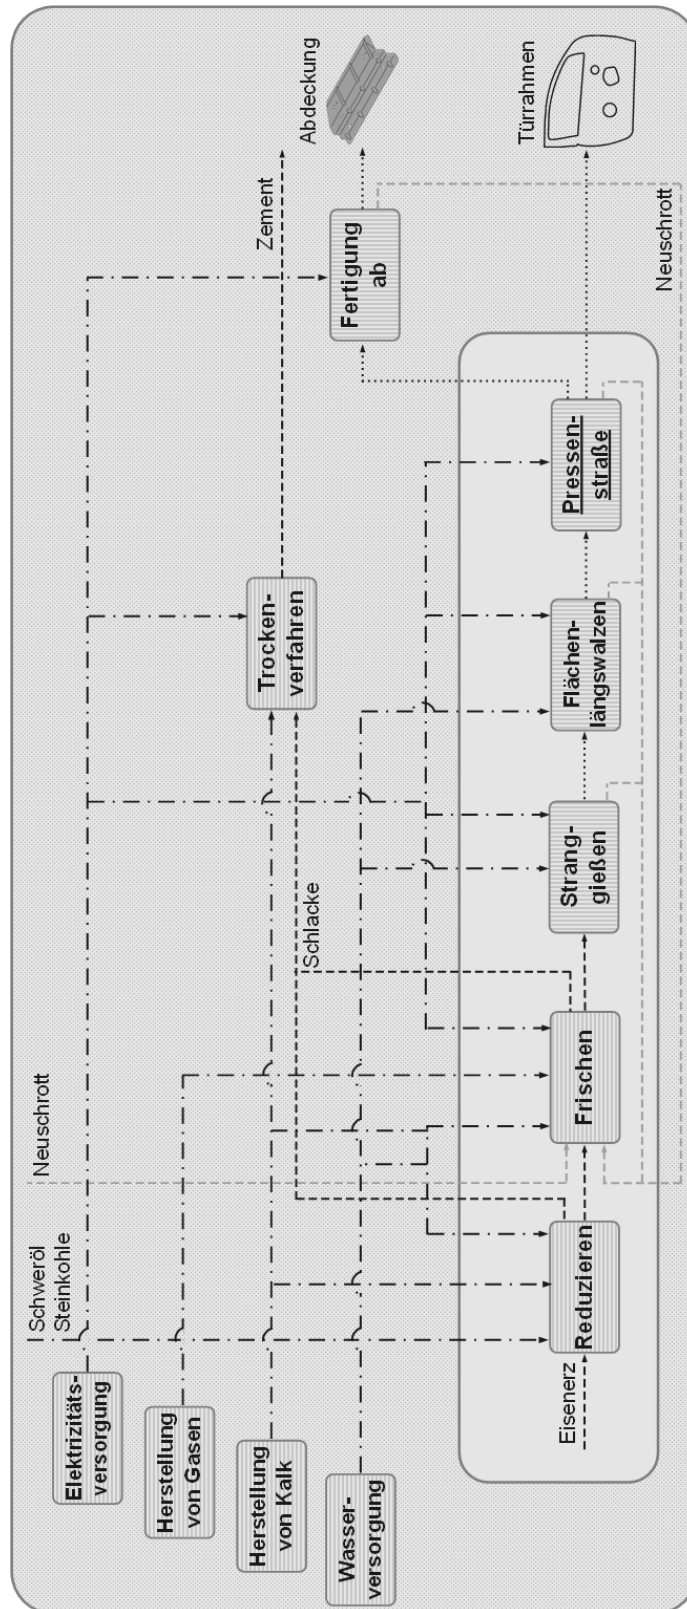 Schweröl
Steinkohle
Neuschrott
Elektrizitäts-
versorgung
Herstellung
von Gasen
Herstellung
von Kalk
Wasser-
versorgung
Trocken-
verfahren
Zement
Schlacke
Fertigung
ab
Abdeckung
Eisenerz
Reduzieren
Frischen
Strang-
gießen
Flächen-
längswalzen
Pressen-
straße
Türrahmen
Neuschrott